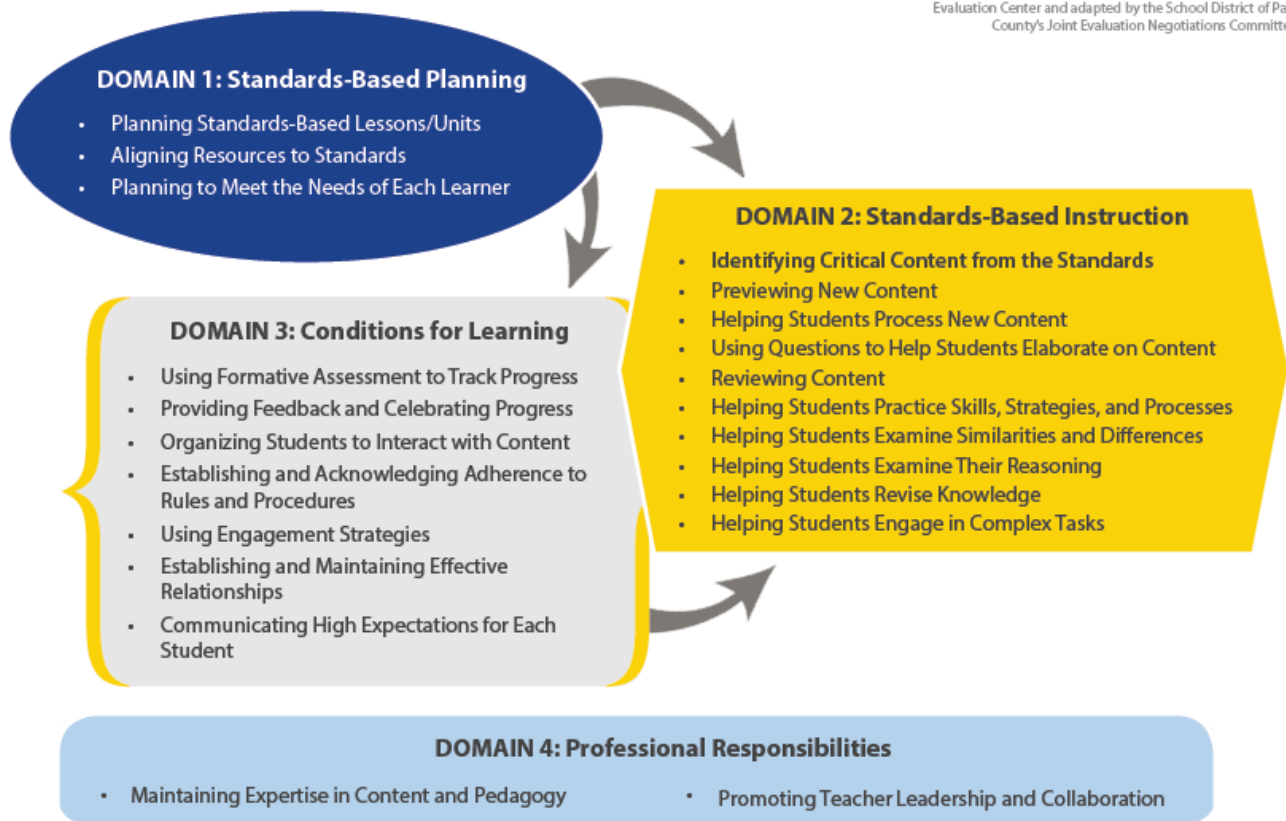 Evaluation Center and adapted by the School District of
County's Joint Evaluation Negotiations
DOMAIN 1: Standards-Based Planning
• Planning Standards-Based Lessons/Units
• Aligning Resources to Standards
• Planning to Meet the Needs of Each Learner
DOMAIN 2: Standards-Based Instruction
• Identifying Critical Content from the Standards
• Previewing New Content
• Helping Students Process New Content
• Using Questions to Help Students Elaborate on Content
• Reviewing Content
• Helping Students Practice Skills, Strategies, and Processes
• Helping Students Examine Similarities and Differences
• Helping Students Examine Their Reasoning
• Helping Students Revise Knowledge
• Helping Students Engage in Complex Tasks
DOMAIN 3: Conditions for Learning
• Using Formative Assessment to Track Progress
• Providing Feedback and Celebrating Progress
• Organizing Students to Interact with Content
• Establishing and Acknowledging Adherence to
Rules and Procedures
• Using Engagement Strategies
• Establishing and Maintaining Effective
Relationships
• Communicating High Expectations for Each
Student
DOMAIN 4: Professional Responsibilities
• Maintaining Expertise in Content and Pedagogy
• Promoting Teacher Leadership and Collaboration